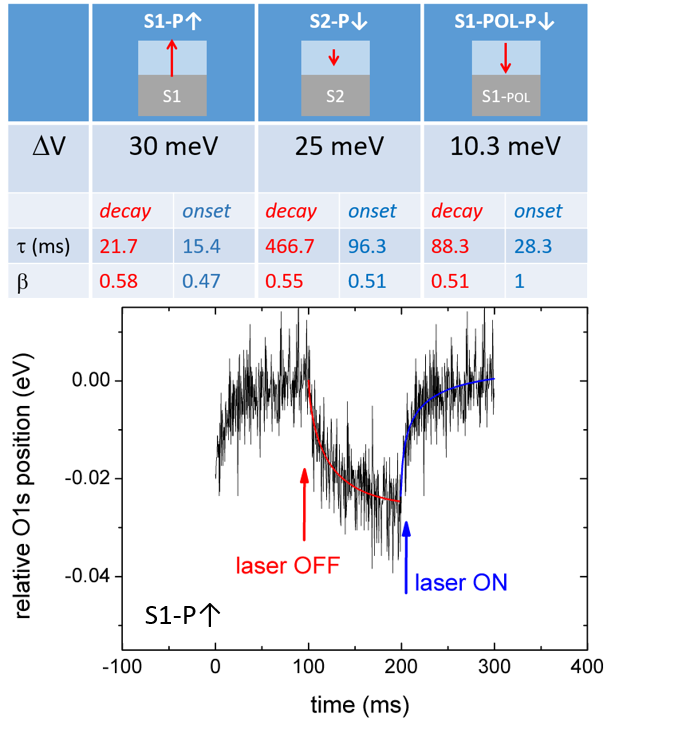 S1-P↑ S2-P↓ S1-POL-P↓
S1 S2 S1-POL
ΔV 30 meV 25 meV 10.3 meV
decay onset decay onset decay onset
τ (ms) 21.7 15.4 466.7 96.3 88.3 28.3
β 0.58 0.47 0.55 0.51 0.51 1
relative O1s position (eV)
0.00
-0.02
-0.04
laser OFF
laser ON
S1-P↑
-100 0 100 200 300 400
time (ms)